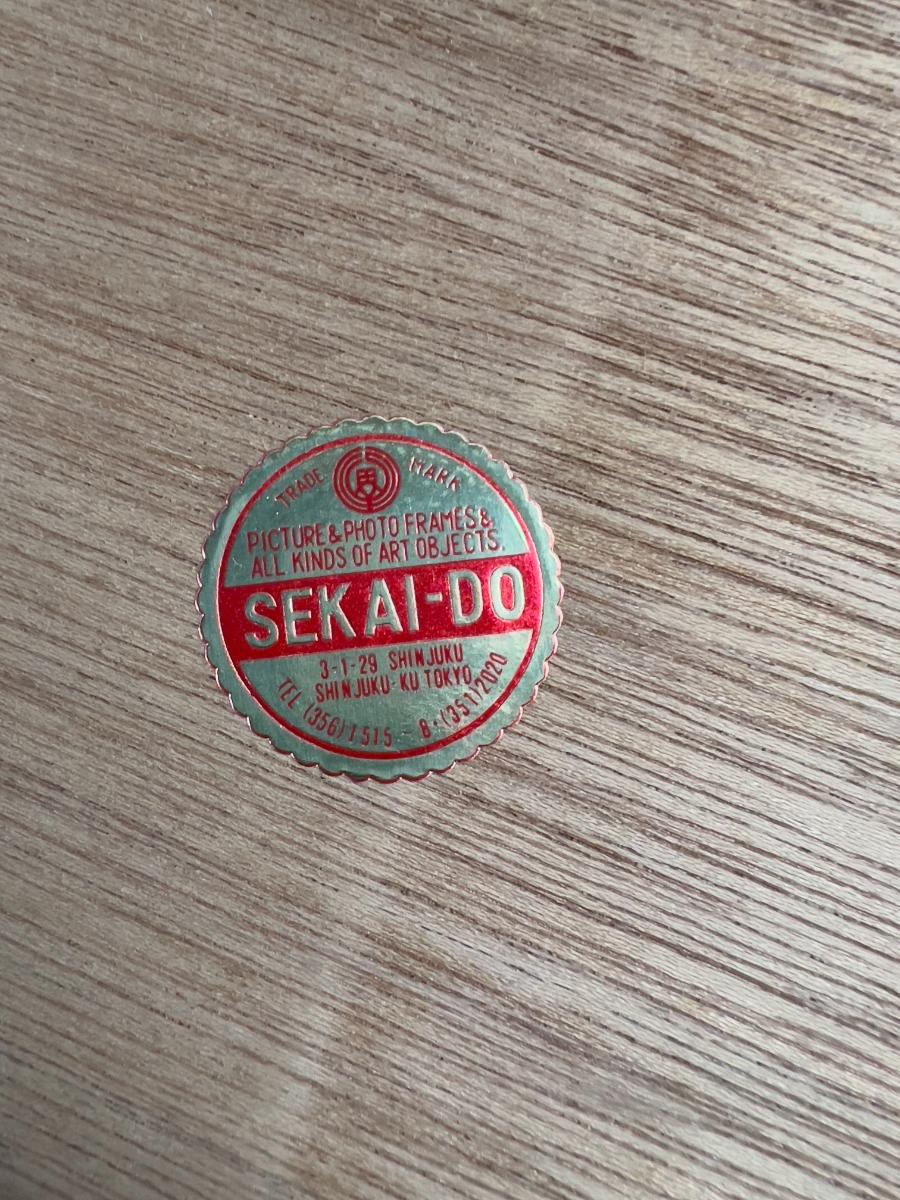 TRADE MARK
PICTURE & PHOTO FRAMES &
ALL KINDS OF ART OBJECTS.
SEKAI-DO
3-1-29 SHINJUKU
SHINJUKU-KU TOKYO
TEL (356) 1515 - 8・(351) 2020